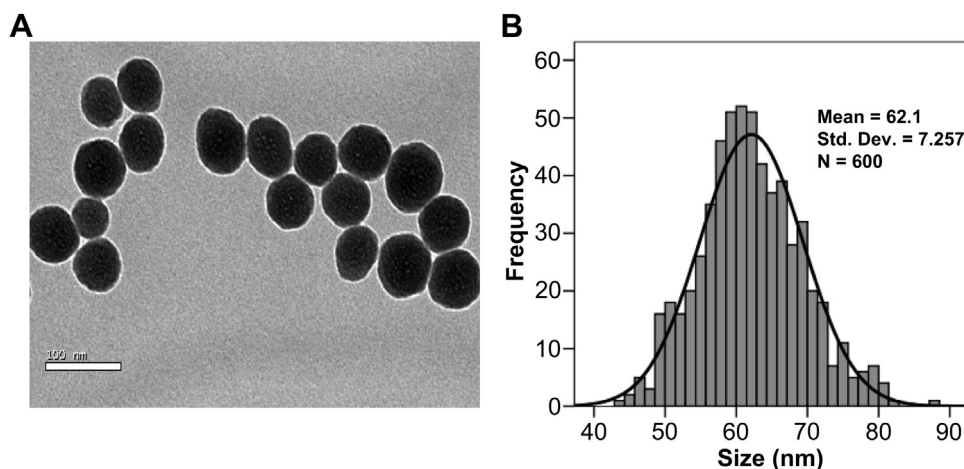 A
100 nm
B
Frequency
60
50
40
30
20
10
0
Mean = 62.1
Std. Dev. = 7.257
N = 600
40 50 60 70 80 90
Size (nm)